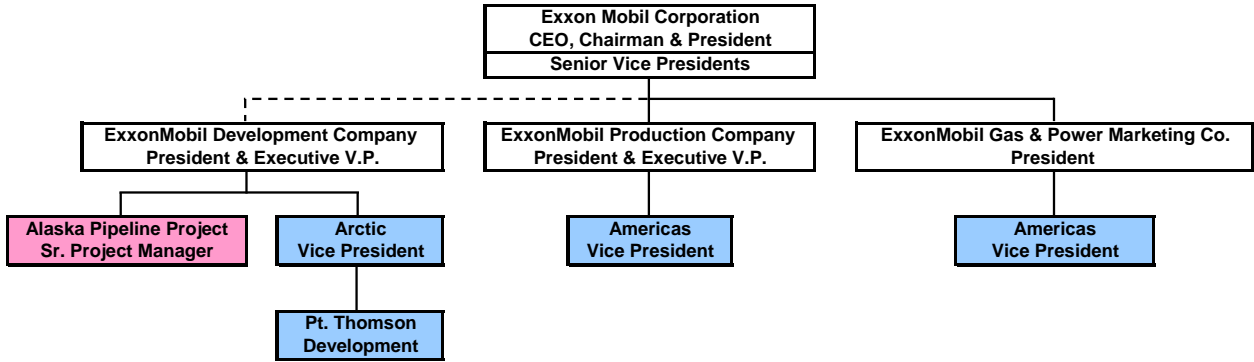 Exxon Mobil Corporation
CEO, Chairman & President
Senior Vice Presidents
ExxonMobil Development Company
President & Executive V.P.
ExxonMobil Production Company
President & Executive V.P.
ExxonMobil Gas & Power Marketing Co.
President
Alaska Pipeline Project
Sr. Project Manager
Arctic
Vice President
Americas
Vice President
Americas
Vice President
Pt. Thomson
Development